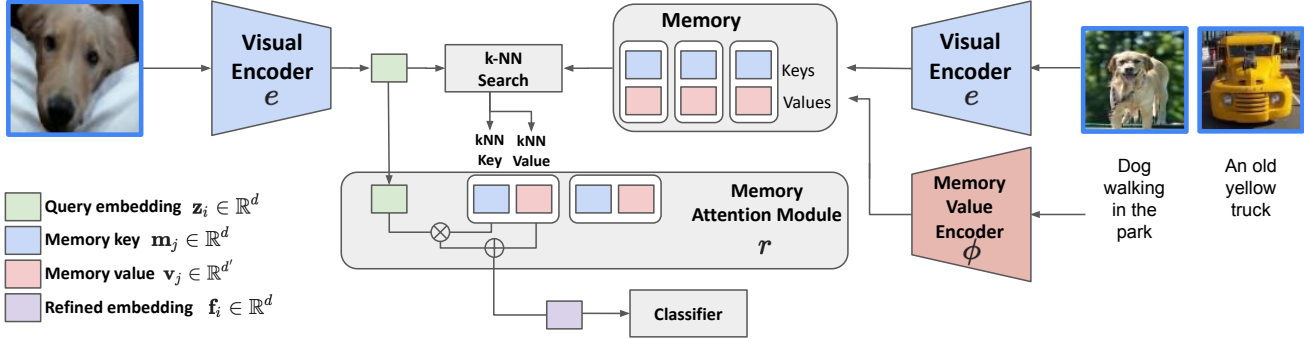 Visual
Encoder
e
k-NN
Search
Memory
Keys
Values
Visual
Encoder
e
kNN
Key
kNN
Value
Memory
Attention Module
r
Memory
Value
Encoder
ϕ
Dog
walking
in the
park
An old
yellow
truck
Query embedding z_i ∈ ℝ^d
Memory key m_j ∈ ℝ^d
Memory value v_j ∈ ℝ^{d'}
Refined embedding f_i ∈ ℝ^d
Classifier